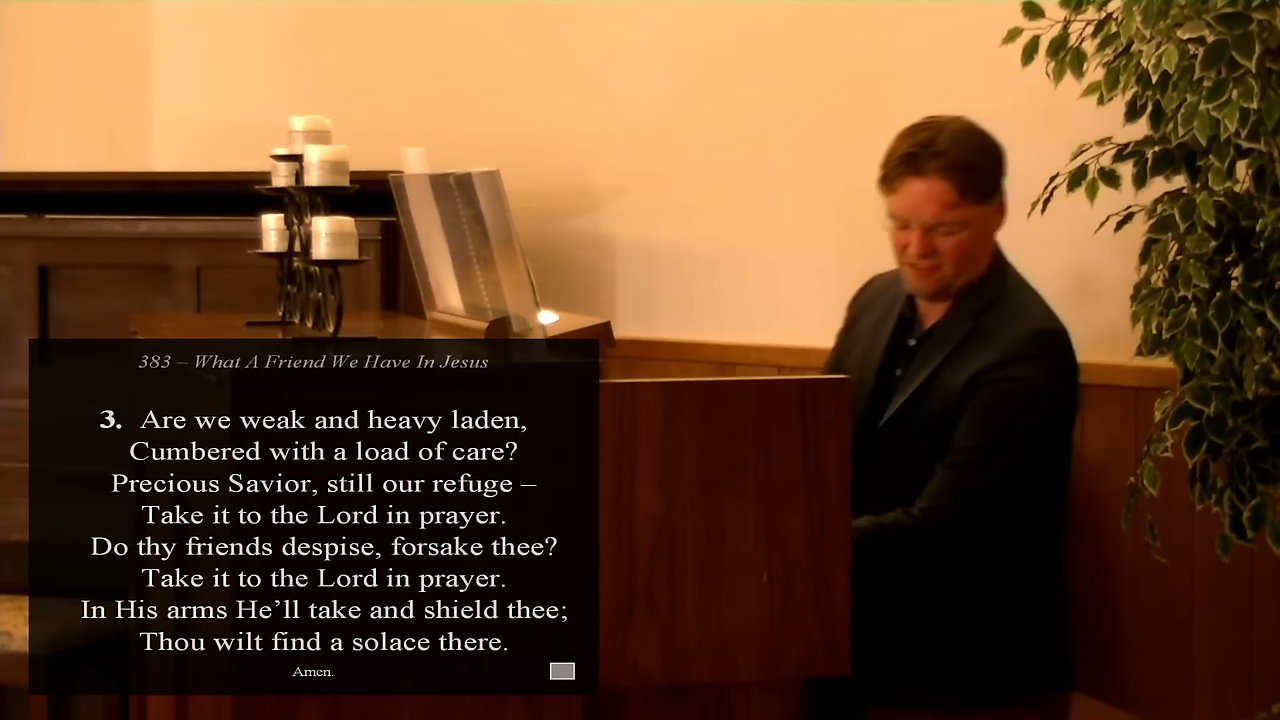 383 – What A Friend We Have In Jesus
3. Are we weak and heavy laden,
Cumbered with a load of care?
Precious Savior, still our refuge –
Take it to the Lord in prayer.
Do thy friends despise, forsake thee?
Take it to the Lord in prayer.
In His arms He’ll take and shield thee;
Thou wilt find a solace there.
Amen.